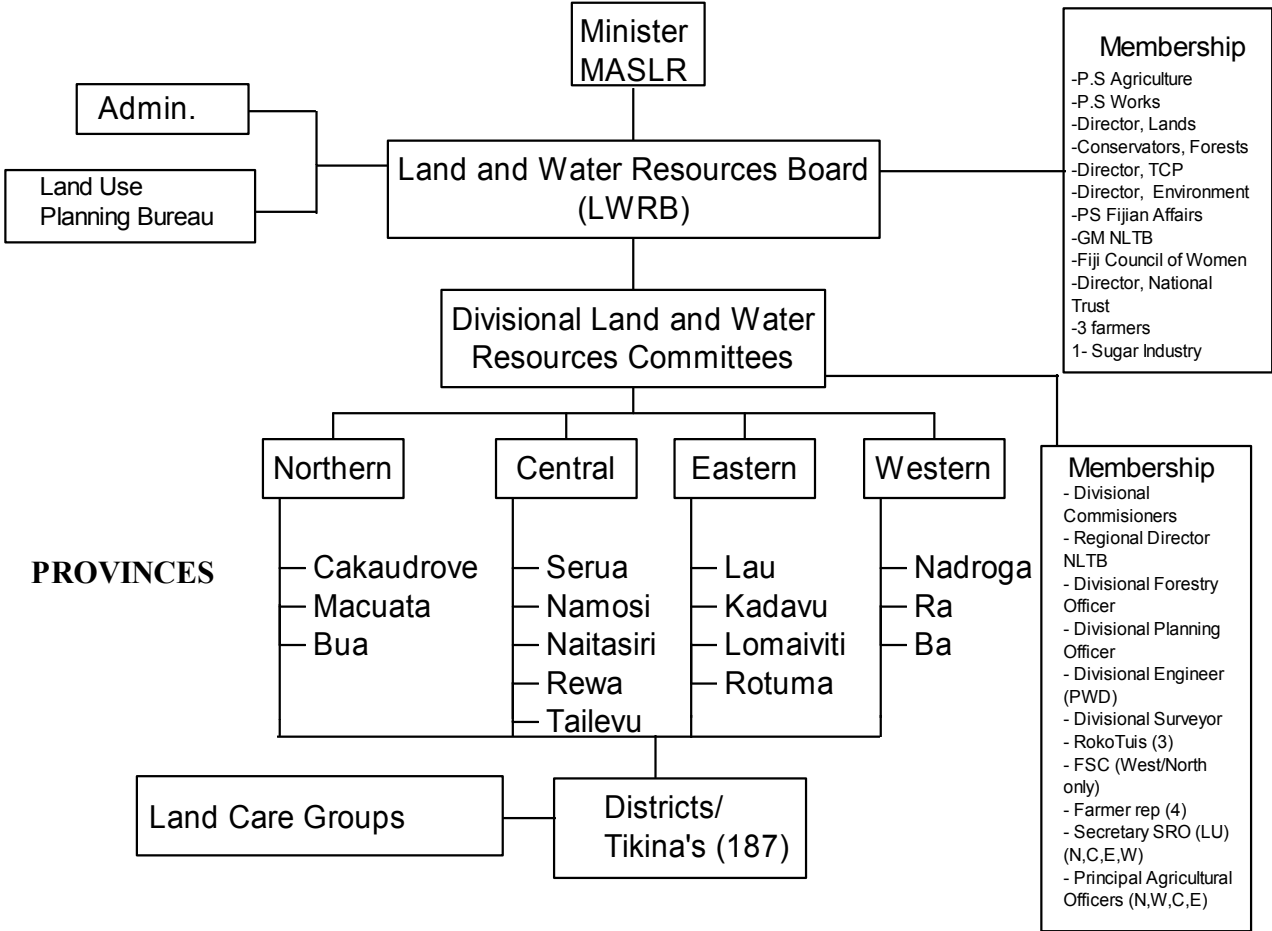 Minister
MASLR
Admin.
Land Use
Planning Bureau
Land and Water Resources Board
(LWRB)
Membership
-P.S Agriculture
-P.S Works
-Director, Lands
-Conservators, Forests
-Director, TCP
-Director, Environment
-PS Fijian Affairs
-GM NLTB
-Fiji Council of Women
-Director, National
Trust
-3 farmers
1- Sugar Industry
Divisional Land and Water
Resources Committees
Northern
Central
Eastern
Western
PROVINCES
Cakaudrove
Macuata
Bua
Serua
Namosi
Naitasiri
Rewa
Tailevu
Lau
Kadavu
Lomaiviti
Rotuma
Nadroga
Ra
Ba
Membership
- Divisional
Commisioners
- Regional Director
NLTB
- Divisional Forestry
Officer
- Divisional Planning
Officer
- Divisional Engineer
(PWD)
- Divisional Surveyor
- RokoTuis (3)
- FSC (West/North
only)
- Farmer rep (4)
- Secretary SRO (LU)
(N,C,E,W)
- Principal Agricultural
Officers (N,W,C,E)
Land Care Groups
Districts/
Tikina's (187)